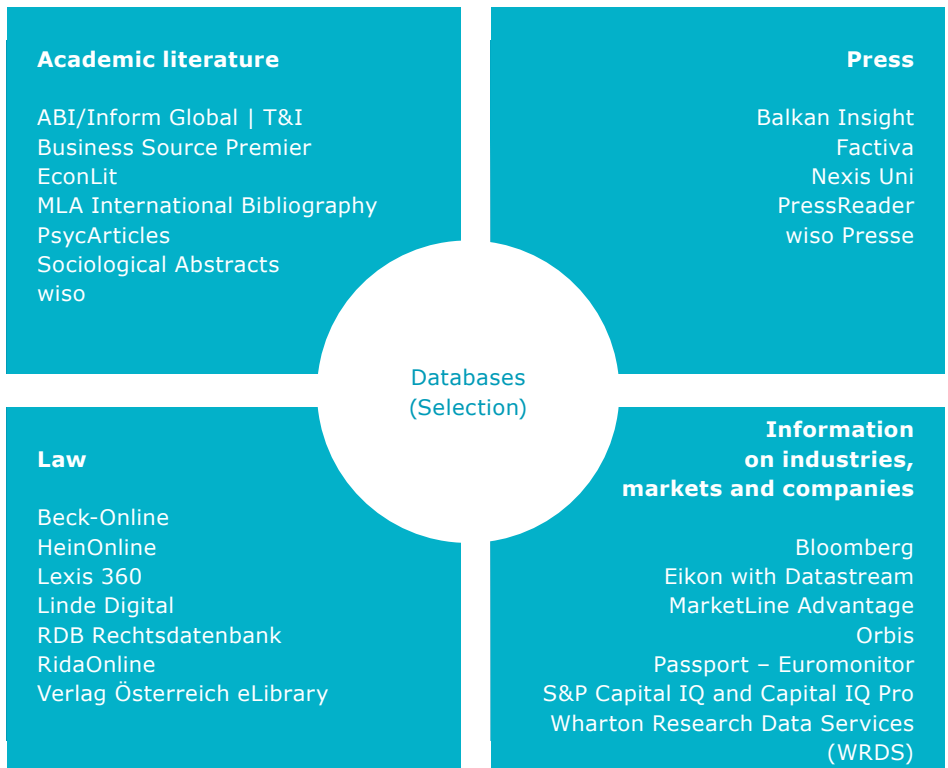 Academic literature
ABI/Inform Global | T&I
Business Source Premier
EconLit
MLA International Bibliography
PsycArticles
Sociological Abstracts
wiso
Press
Balkan Insight
Factiva
Nexis Uni
PressReader
wiso Presse
Databases
(Selection)
Law
Beck-Online
HeinOnline
Lexis 360
Linde Digital
RDB Rechtsdatenbank
RidaOnline
Verlag Österreich eLibrary
Information
on industries,
markets and companies
Bloomberg
Eikon with Datastream
MarketLine Advantage
Orbis
Passport – Euromonitor
S&P Capital IQ and Capital IQ Pro
Wharton Research Data Services
(WRDS)